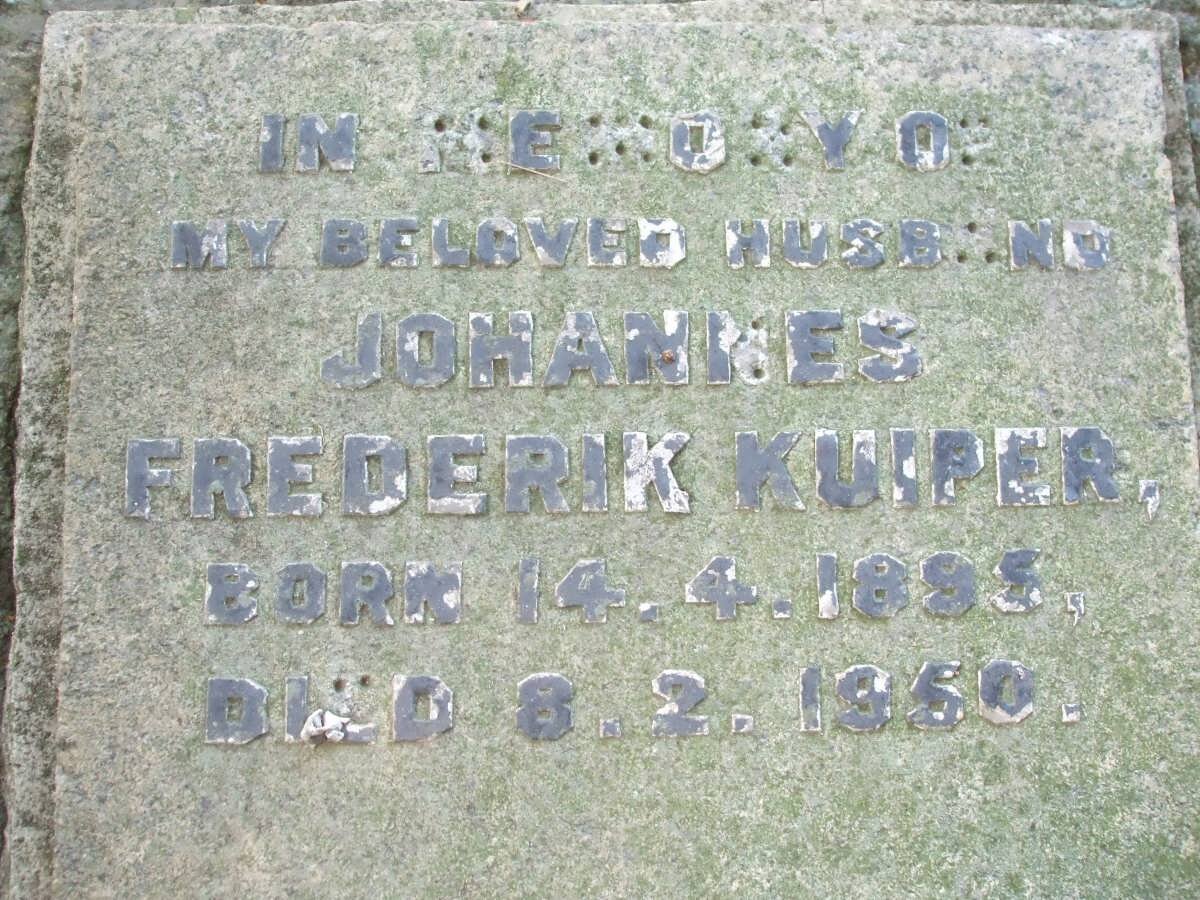 IN MEMORY OF
MY BELOVED HUSBAND
JOHANNES
FREDERIK KUIPER,
BORN 14.4.1895,
DIED 8.2.1950.